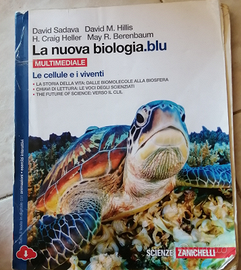 David Sadava David M. Hillis
H. Craig Heller May R. Berenbaum
La nuova biologia.blu
MULTIMEDIALE
Le cellule e i viventi
• LA STORIA DELLA VITA: DALLE BIOMOLECOLE ALLA BIOSFERA
• ORMONI DI LETTURA: LE VOCI DEGLI SCIENZIATI
• THE FUTURE OF SCIENCE: VERSO IL CLIL
SCIENZE ZANICHELLI